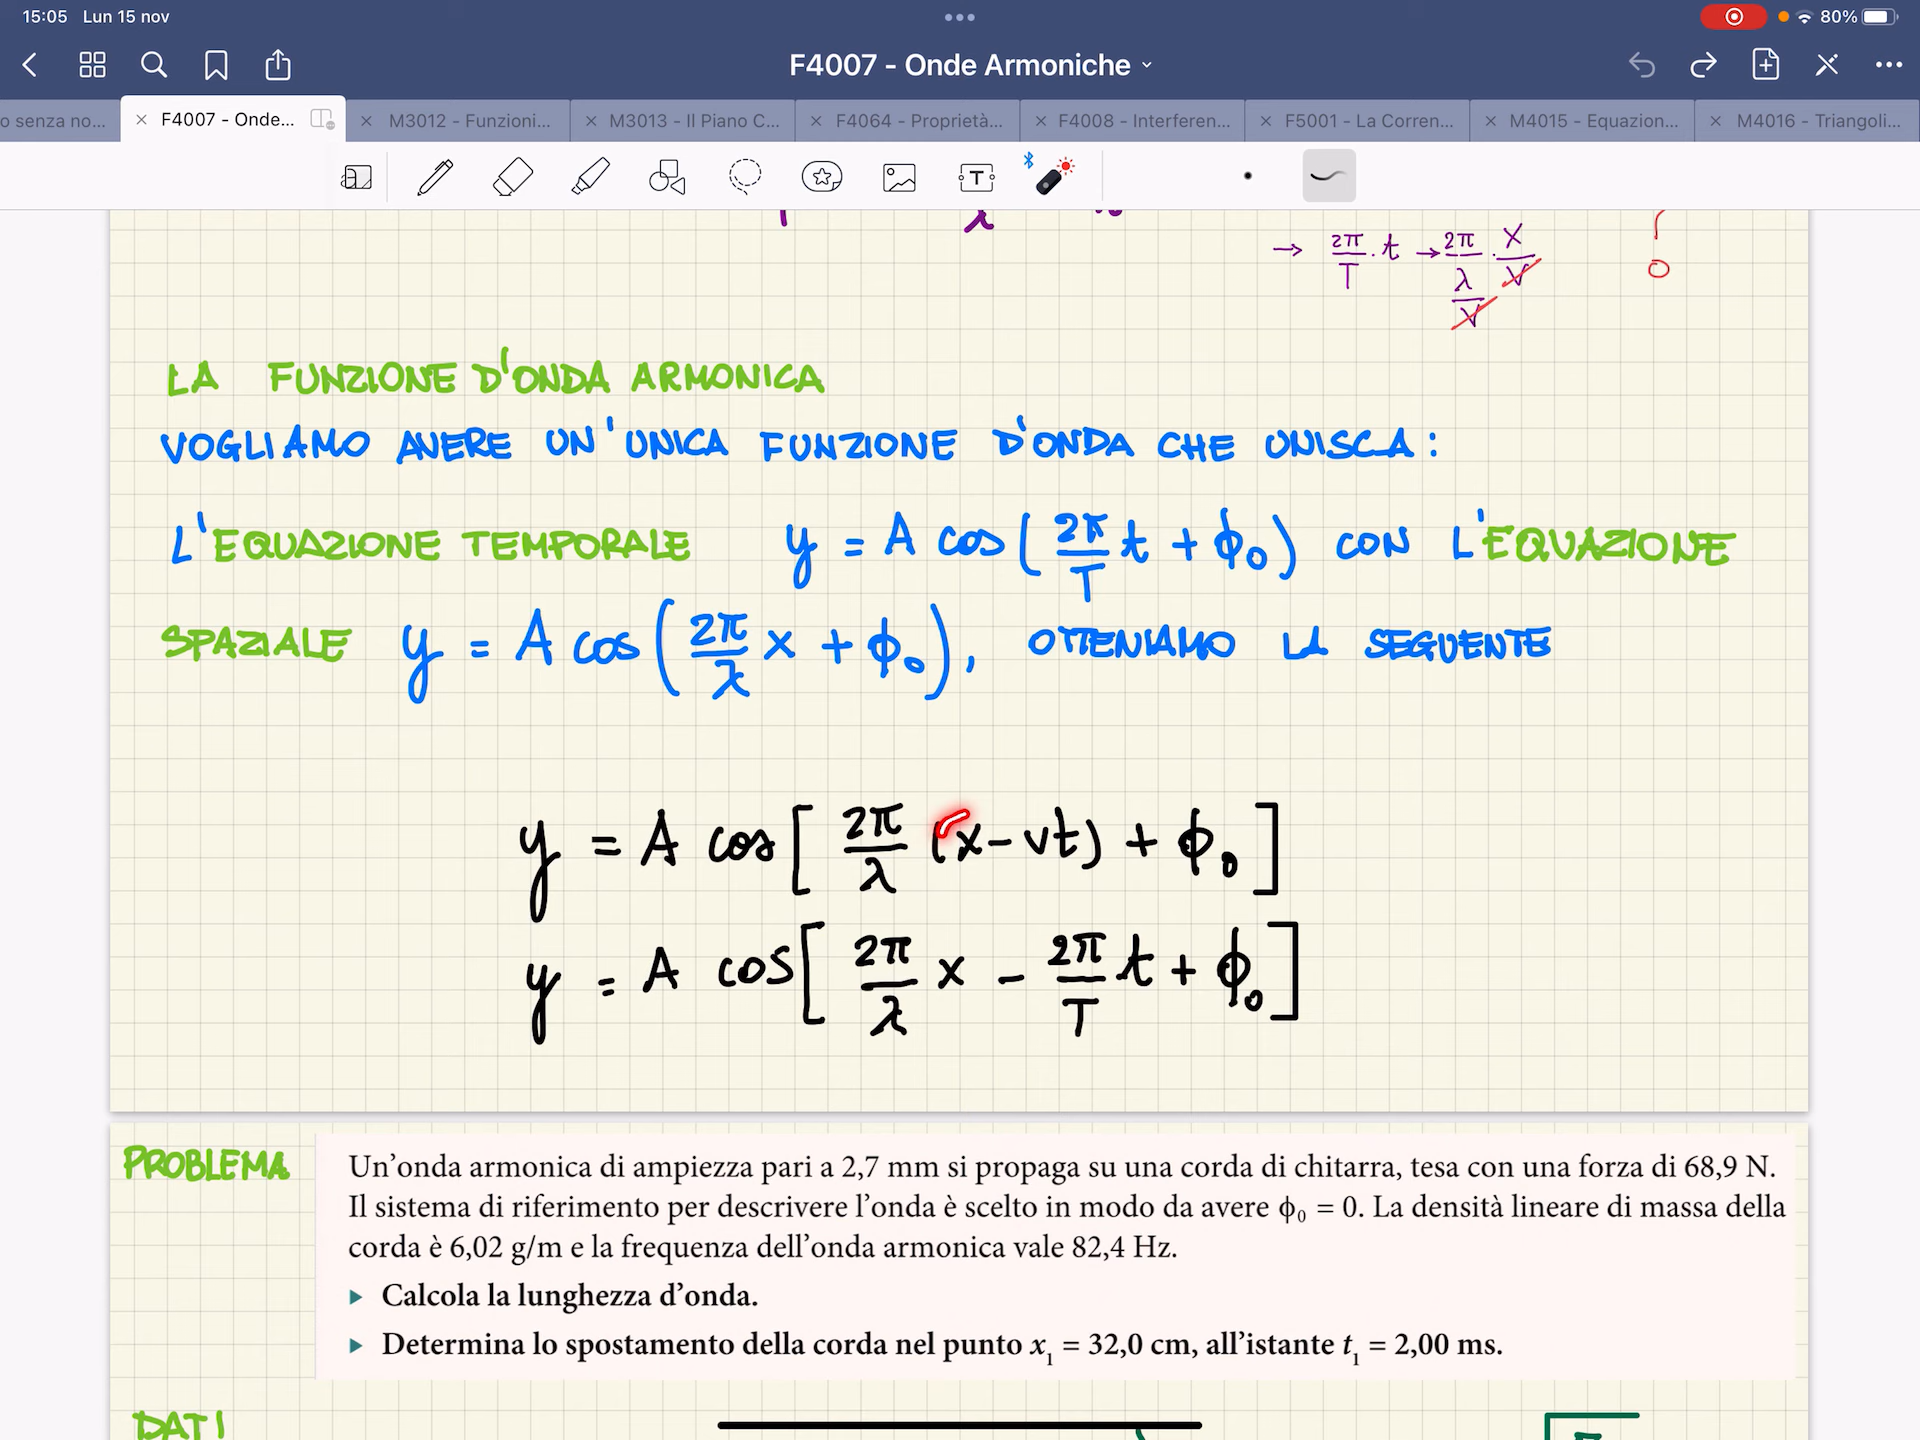 15:05 Lun 15 nov
80%
F4007 - Onde Armoniche
o senza no...
F4007 - Onde...
M3012 - Funzioni...
M3013 - Il Piano C...
F4064 - Proprietà...
F4008 - Interferen...
F5001 - La Corren...
M4015 - Equazion...
M4016 - Triangoli...
λ
→ 2π/T · t → 2π/(λ/v) · x/v
0
LA FUNZIONE D'ONDA ARMONICA
VOGLIAMO AVERE UN'UNICA FUNZIONE D'ONDA CHE UNISCA:
L'EQUAZIONE TEMPORALE y = A cos(2π/T t + ϕ₀) CON L'EQUAZIONE
SPAZIALE y = A cos(2π/λ x + ϕ₀), OTTENIAMO LA SEGUENTE
y = A cos[2π/λ (x - vt) + ϕ₀]
y = A cos[2π/λ x - 2π/T t + ϕ₀]
PROBLEMA
Un'onda armonica di ampiezza pari a 2,7 mm si propaga su una corda di chitarra, tesa con una forza di 68,9 N.
Il sistema di riferimento per descrivere l'onda è scelto in modo da avere ϕ₀ = 0. La densità lineare di massa della
corda è 6,02 g/m e la frequenza dell'onda armonica vale 82,4 Hz.
▶ Calcola la lunghezza d'onda.
▶ Determina lo spostamento della corda nel punto x₁ = 32,0 cm, all'istante t₁ = 2,00 ms.
DATI